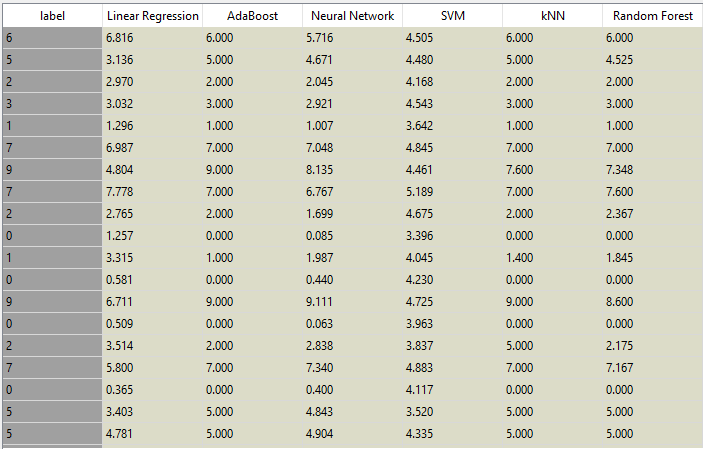 label Linear Regression AdaBoost Neural Network SVM kNN Random Forest
6 6.816 6.000 5.716 4.505 6.000 6.000
5 3.136 5.000 4.671 4.480 5.000 4.525
2 2.970 2.000 2.045 4.168 2.000 2.000
3 3.032 3.000 2.921 4.543 3.000 3.000
1 1.296 1.000 1.007 3.642 1.000 1.000
7 6.987 7.000 7.048 4.845 7.000 7.000
9 4.804 9.000 8.135 4.461 7.600 7.348
7 7.778 7.000 6.767 5.189 7.000 7.600
2 2.765 2.000 1.699 4.675 2.000 2.367
0 1.257 0.000 0.085 3.396 0.000 0.000
1 3.315 1.000 1.987 4.045 1.400 1.845
0 0.581 0.000 0.440 4.230 0.000 0.000
9 6.711 9.000 9.111 4.725 9.000 8.600
0 0.509 0.000 0.063 3.963 0.000 0.000
2 3.514 2.000 2.838 3.837 5.000 2.175
7 5.800 7.000 7.340 4.883 7.000 7.167
0 0.365 0.000 0.400 4.117 0.000 0.000
5 3.403 5.000 4.843 3.520 5.000 5.000
5 4.781 5.000 4.904 4.335 5.000 5.000